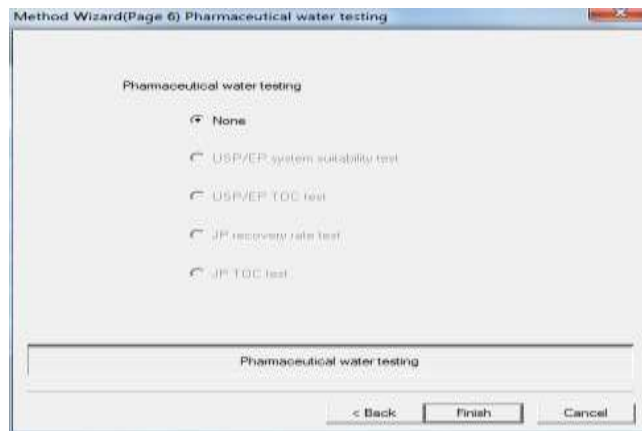 Method Wizard(Page 6) Pharmaceutical water testing
Pharmaceutical water testing
None
USP/EP system suitability test
USP/EP TOC test
JP recovery rate test
JP TOC test
Pharmaceutical water testing
< Back
Finish
Cancel